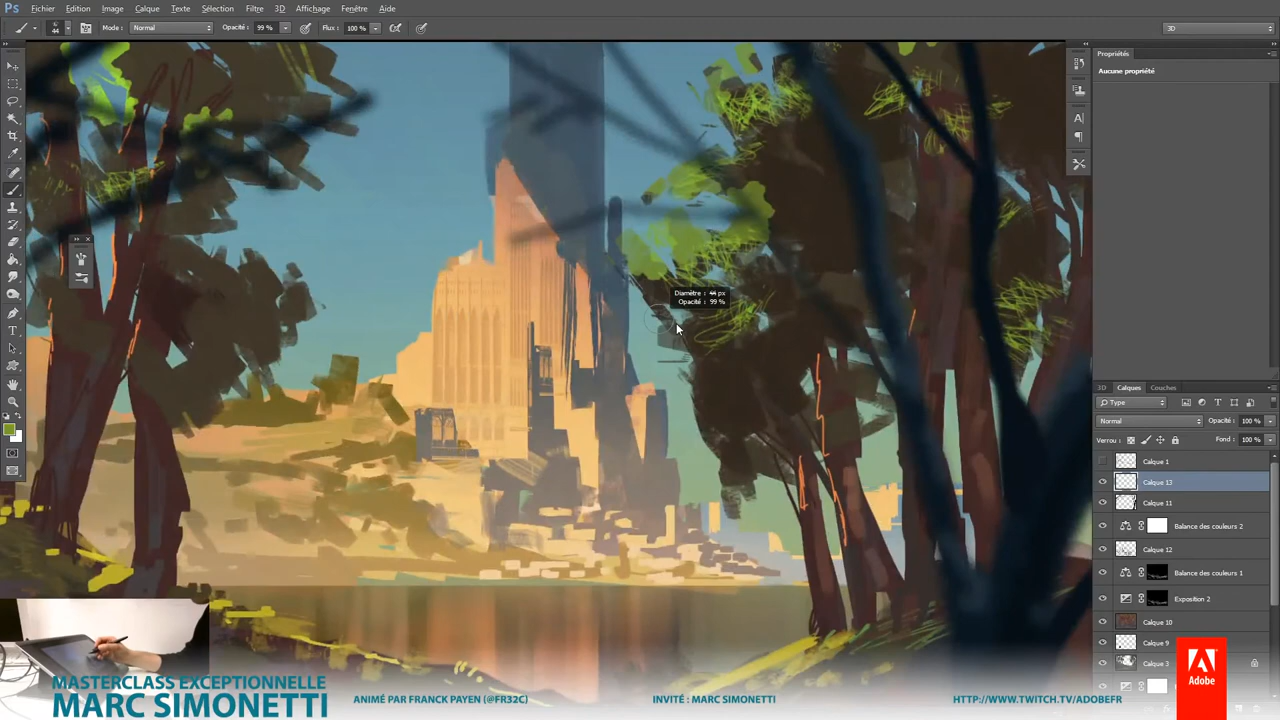 Ps Fichier Edition Image Calque Texte Sélection Filtre 3D Affichage Fenêtre Aide
44 Mode : Normal Opacité : 99 % Flux : 100 % 3D
Propriétés
Aucune propriété
Diamètre : 44 px
Opacité : 99 %
3D Calques Couches
Type
Normal Opacité : 100 %
Verrou : Fond : 100 %
Calque 1
Calque 13
Calque 11
Balance des couleurs 2
Calque 12
Balance des couleurs 1
Exposition 2
Calque 10
Calque 9
Calque 3
MASTERCLASS EXCEPTIONNELLE
MARC SIMONETTI
ANIMÉ PAR FRANCK PAYEN (@FR32C)
INVITÉ : MARC SIMONETTI
HTTP://WWW.TWITCH.TV/ADOBEFR
Adobe